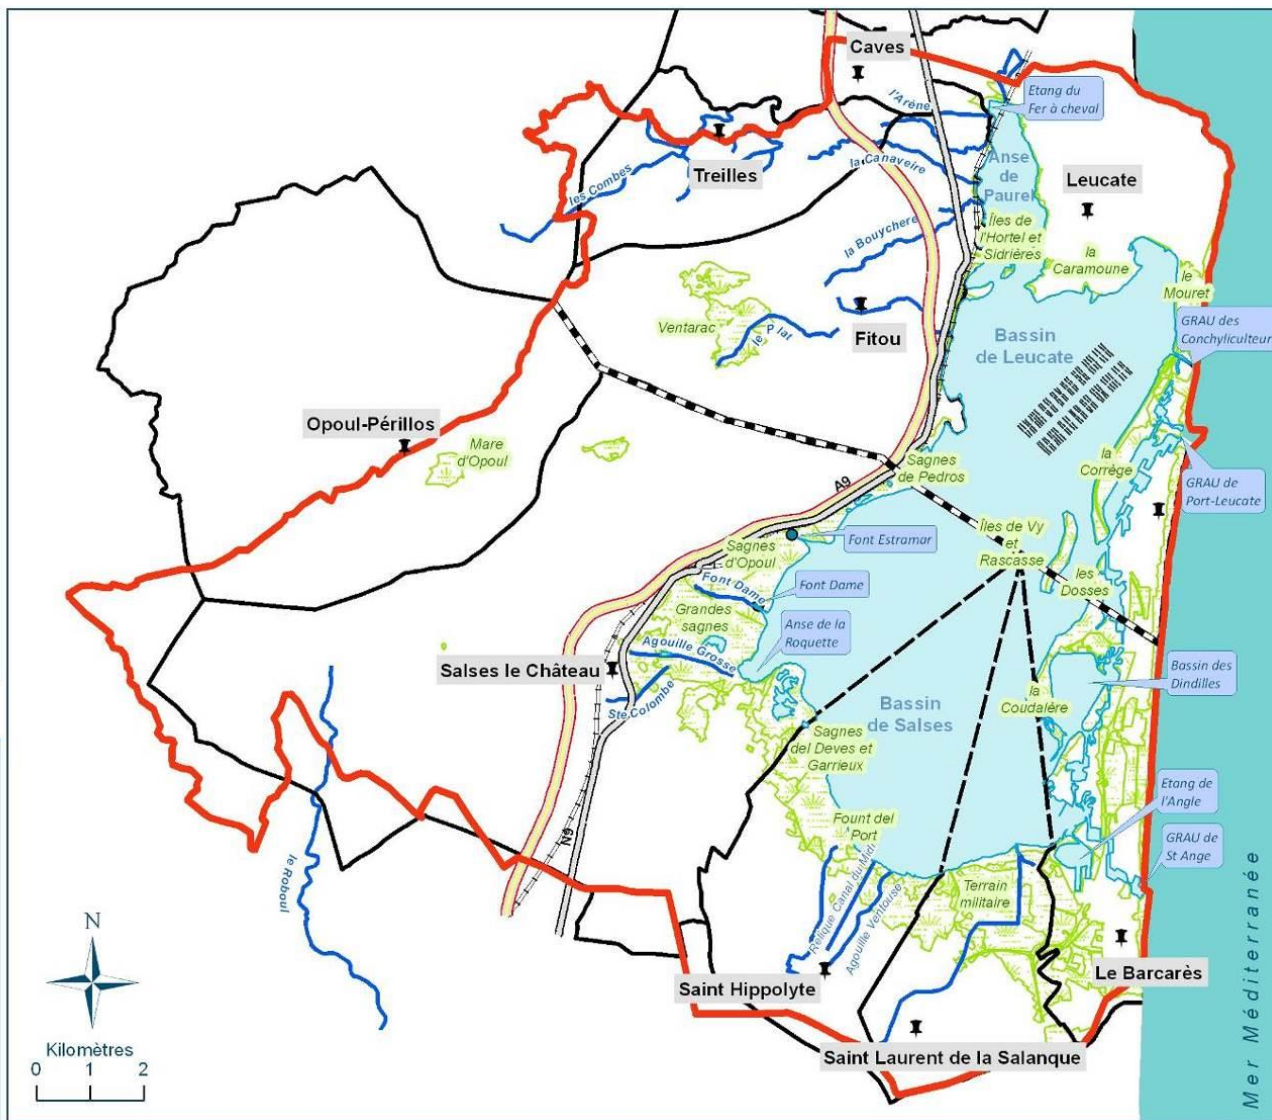 Caves
Etang du
Fer à cheval
l'Arène
Anse
de
Paurel
Treilles
la Canaveire
Leucate
les Combes
la Bouychere
Îles de
l'Hortel et
Sidrières
la
Caramoune
le
Mouret
Ventarac
le Plat
Fitou
Bassin
de Leucate
GRAU des
Conchyliculteur
Opoul-Périllos
Mare
d'Opoul
Sagnes
de Pedros
la
Corrège
A9
GRAU de
Port-Leucate
Îles de Vy
et
Rascasse
Font Estramar
Sagnes
d'Opoul
Font Dame
Font Dame
les
Dosses
Grandes
sagnes
Anse de la
Roquette
Agouille Grosse
Salses le Château
Ste Colombe
Bassin des
Dindilles
Bassin
de Salses
la
Coudalère
Sagnes
del Deves et
Garrieux
Etang de
l'Angle
Fount del
Port
N9
GRAU de
St Ange
le Roboul
Relique Canal du Midi
Agouille Ventouse
Terrain
militaire
N
Saint Hippolyte
Le Barcarès
Kilomètres
0 1 2
Saint Laurent de la Salanque
Mer Méditerranée